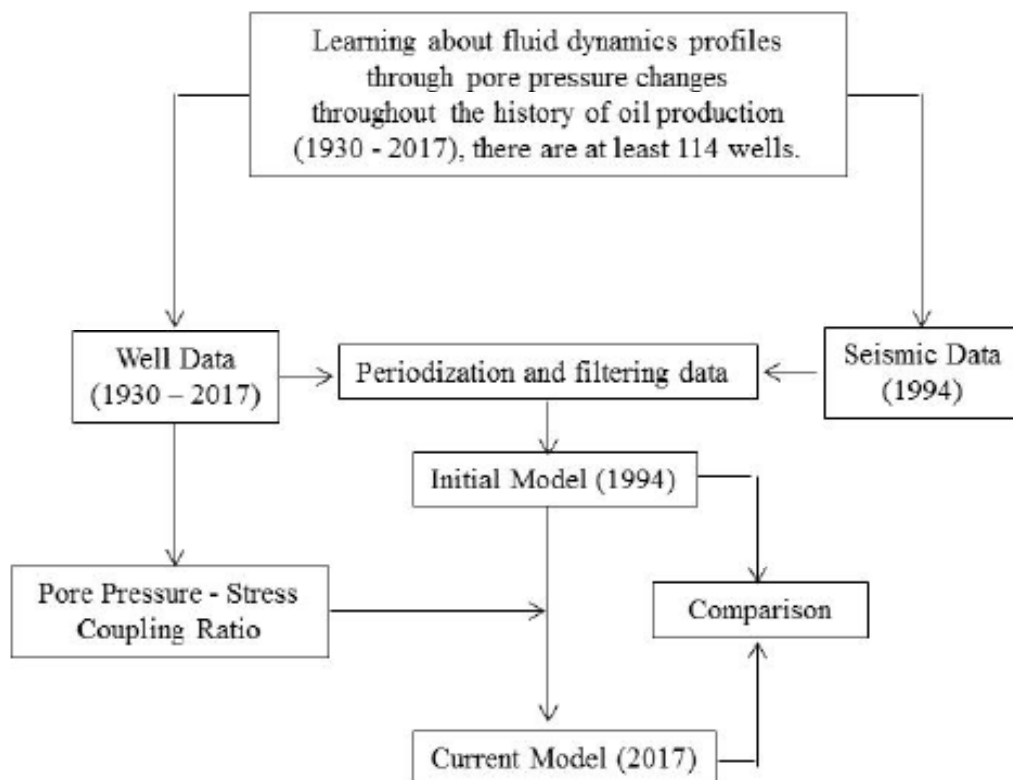 Learning about fluid dynamics profiles
through pore pressure changes
throughout the history of oil production
(1930 - 2017), there are at least 114 wells.
Well Data
(1930 – 2017)
Periodization and filtering data
Seismic Data
(1994)
Initial Model (1994)
Pore Pressure - Stress
Coupling Ratio
Comparison
Current Model (2017)